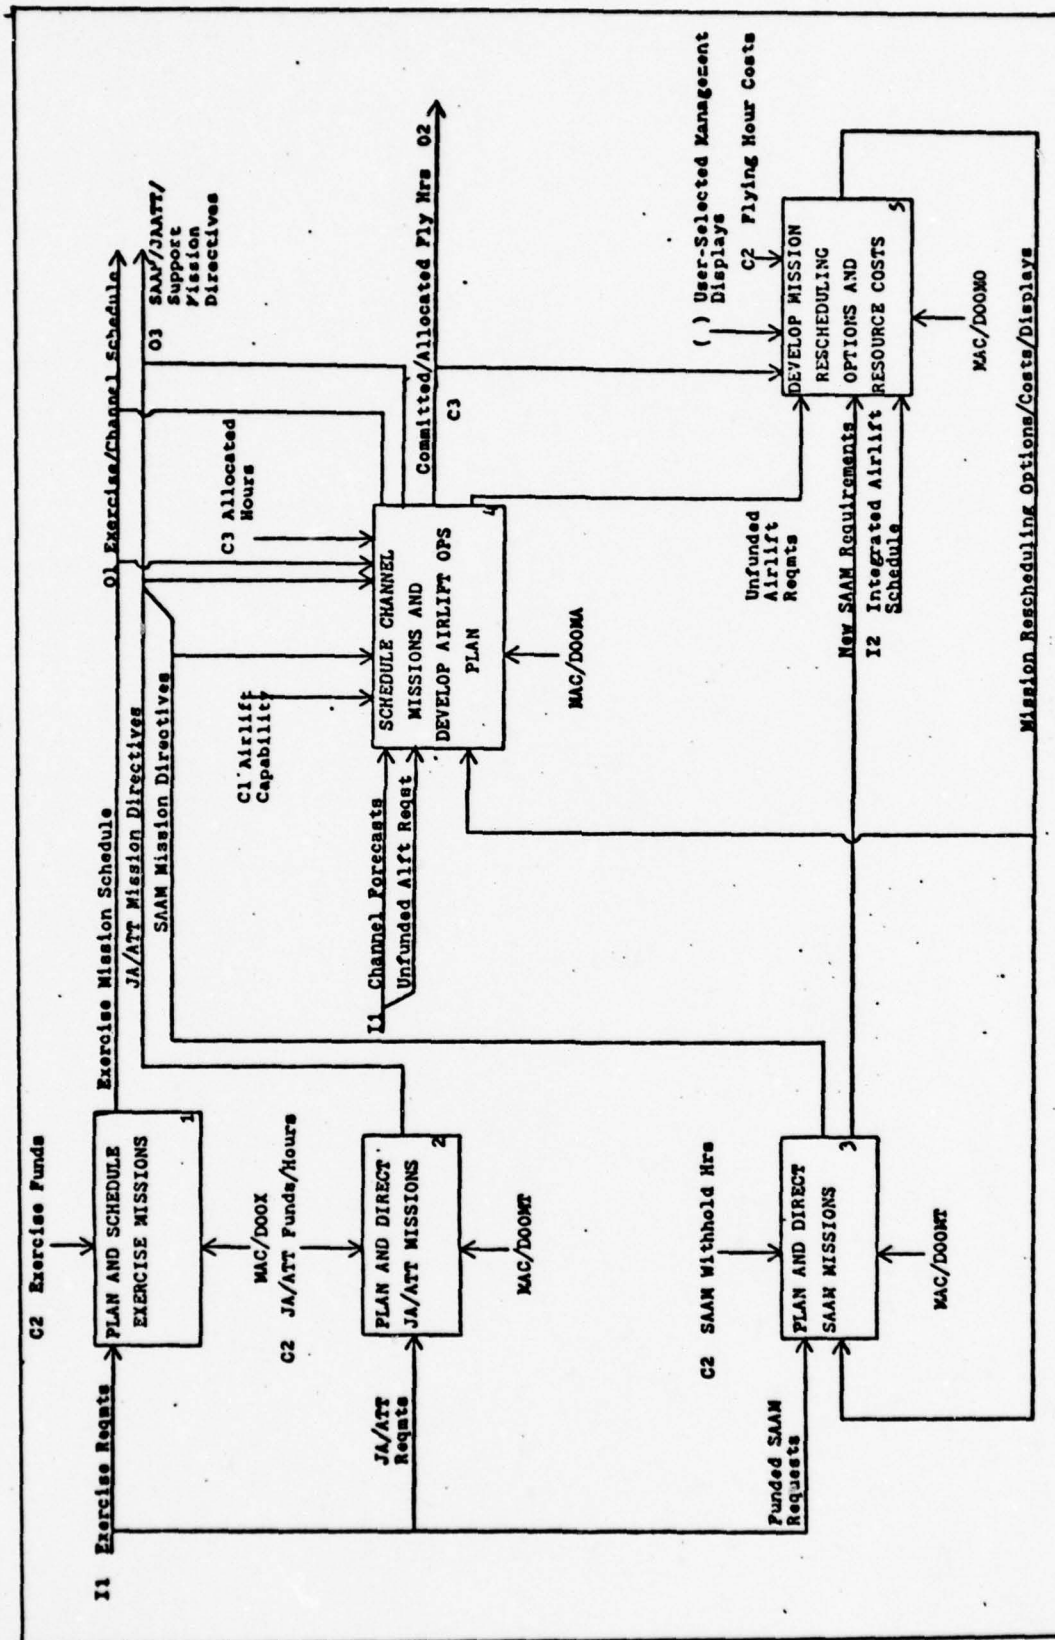 C2 Exercise Funds
I1 Exercise Reqmts
PLAN AND SCHEDULE
EXERCISE MISSIONS
1
Exercise Mission Schedule
O1 Exercise/Channel Schedule
MAC/DOOX
JA/ATT Mission Directives
SAAM Mission Directives
O3 SAAM/JAATT/
Support
Mission
Directives
C2 JA/ATT Funds/Hours
JA/ATT
Reqmts
PLAN AND DIRECT
JA/ATT MISSIONS
2
MAC/DOOMT
C1 Airlift
Capability
C3 Allocated
Hours
I1 Channel Forecasts
Unfunded Alft Reqst
SCHEDULE CHANNEL
MISSIONS AND
DEVELOP AIRLIFT OPS
PLAN
4
MAC/DOOMA
Committed/Allocated Fly Hrs O2
C3
C2 SAAM Withhold Hrs
Funded SAAM
Requests
PLAN AND DIRECT
SAAM MISSIONS
3
MAC/DOOMT
( ) User-Selected Management
Displays
C2 Flying Hour Costs
Unfunded
Airlift
Reqmts
New SAAM Requirements
I2 Integrated Airlift
Schedule
DEVELOP MISSION
RESCHEDULING
OPTIONS AND
RESOURCE COSTS
5
MAC/DOOMO
Mission Rescheduling Options/Costs/Displays